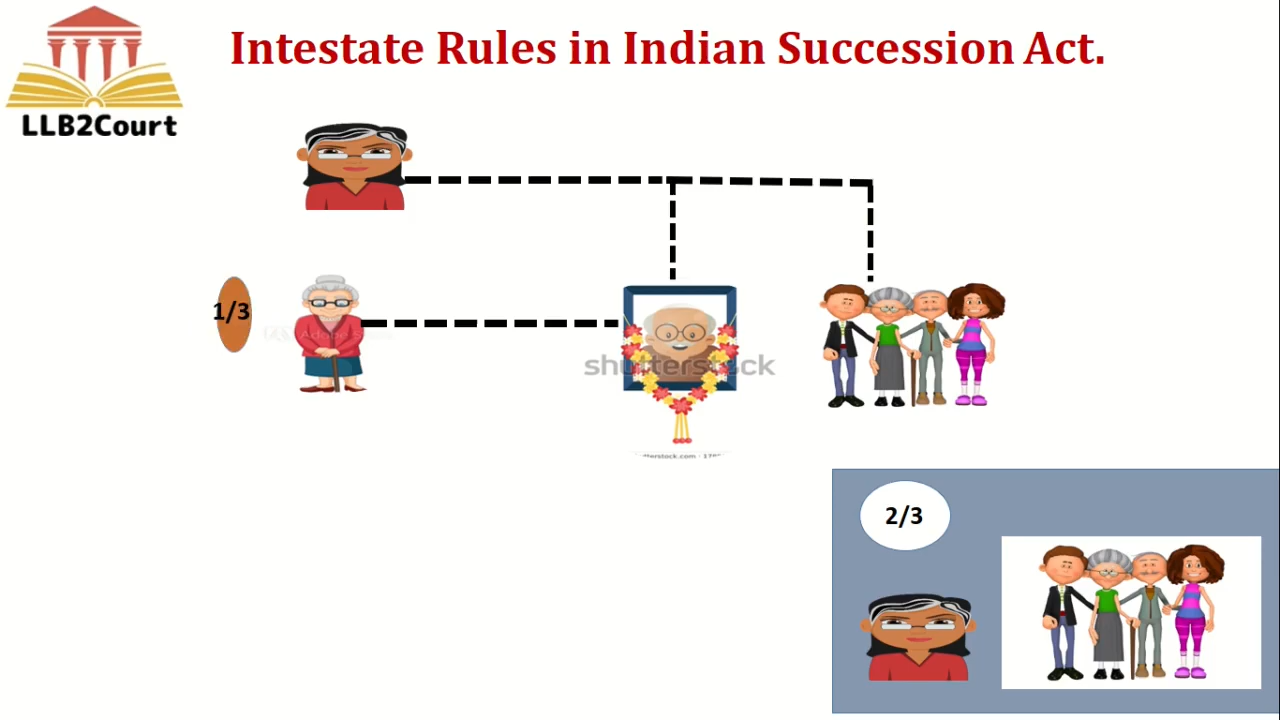 Intestate Rules in Indian Succession Act.
LLB2Court
1/3
shutterstock
2/3